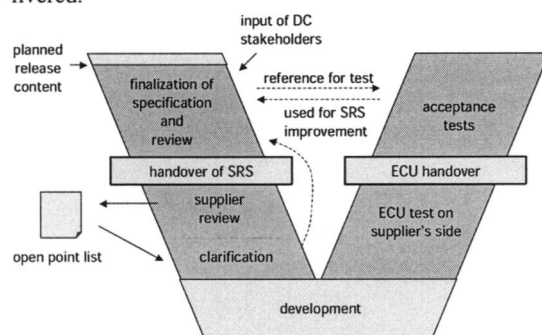 livered.
planned
release
content
input of DC
stakeholders
finalization of
specification
and
review
reference for test
used for SRS
improvement
acceptance
tests
handover of SRS
ECU handover
supplier
review
ECU test on
supplier's side
open point list
clarification
development